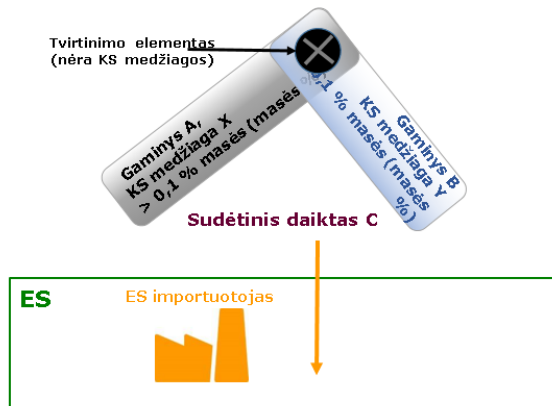 Tvirtinimo elementas
(nėra KS medžiagos)
Gaminys A,
KS medžiaga X
> 0,1 % masės (masės
Gaminys B
KS medžiaga Y
0,1 % masės (masės
%)
Sudėtinis daiktas C
ES
ES importuotojas